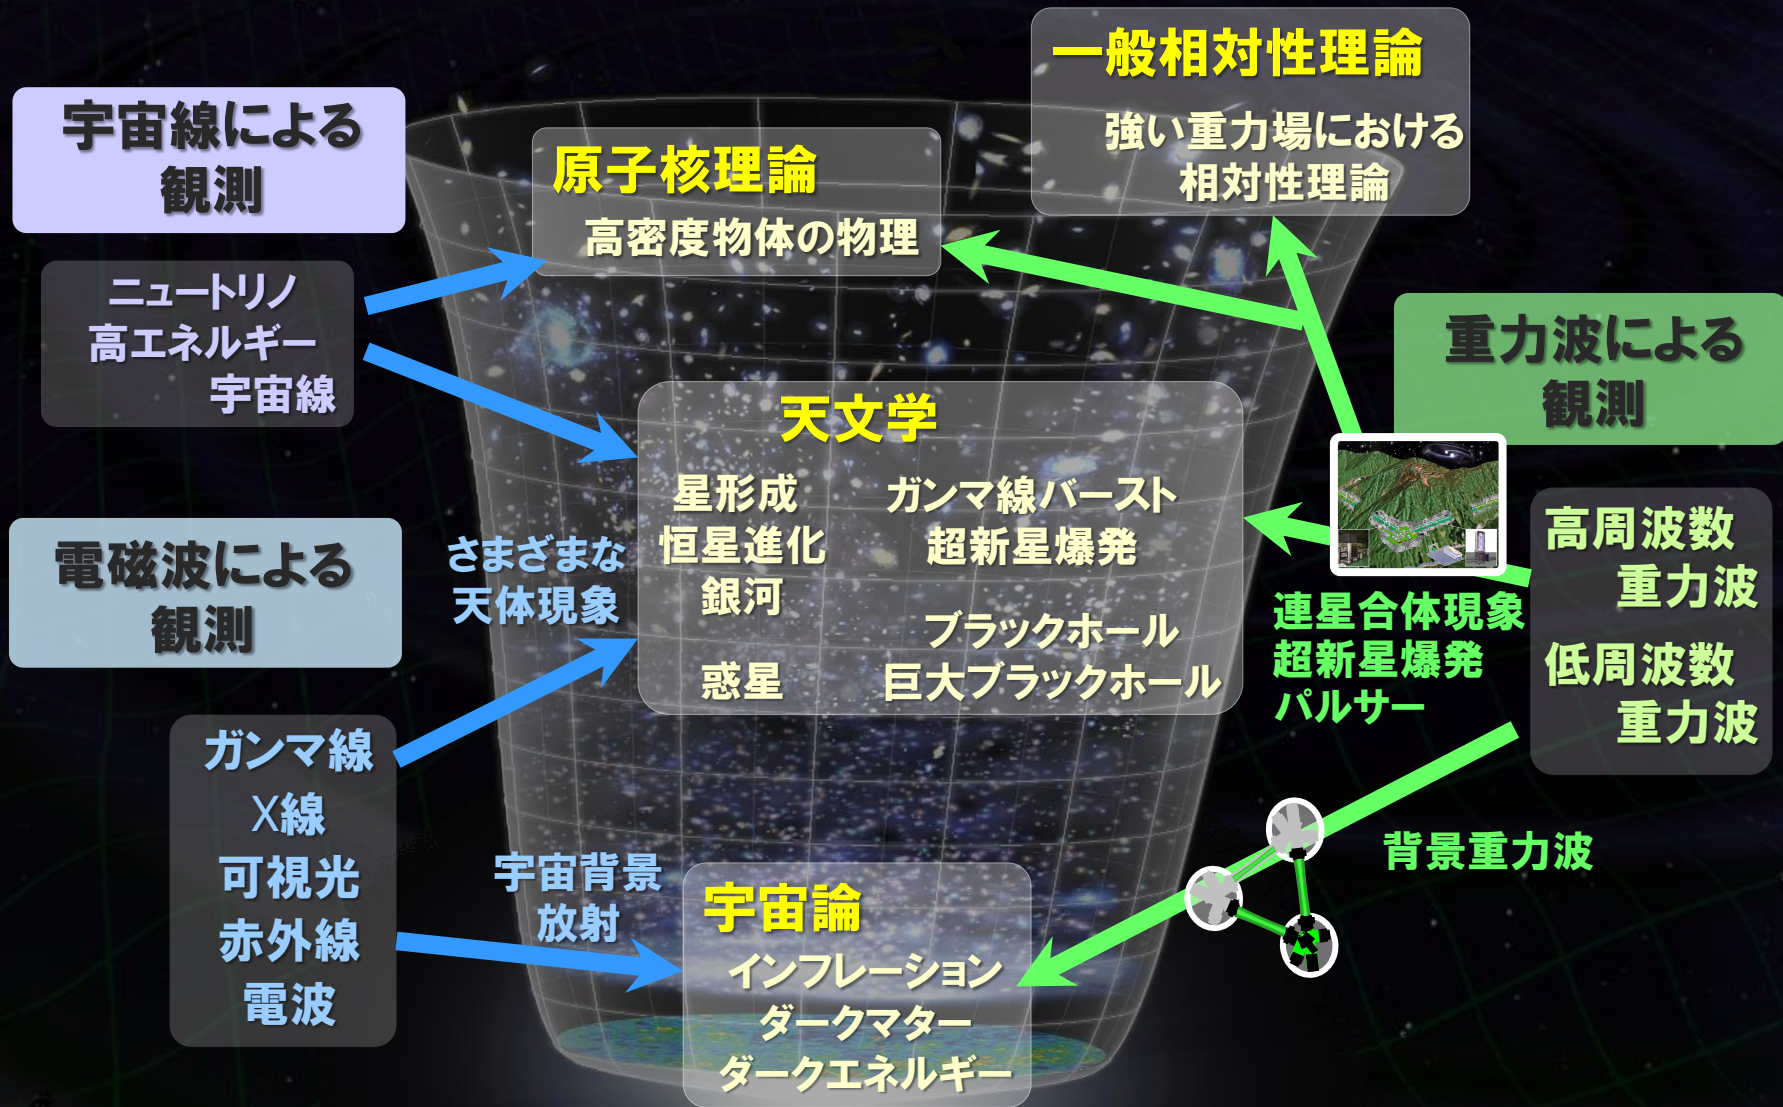 一般相対性理論
強い重力場における
相対性理論
宇宙線による
観測
原子核理論
高密度物体の物理
ニュートリノ
高エネルギー
宇宙線
重力波による
観測
天文学
星形成
恒星進化
銀河
惑星
ガンマ線バースト
超新星爆発
ブラックホール
巨大ブラックホール
電磁波による
観測
さまざまな
天体現象
高周波数
重力波
低周波数
重力波
連星合体現象
超新星爆発
パルサー
ガンマ線
X線
可視光
赤外線
電波
宇宙背景
放射
背景重力波
宇宙論
インフレーション
ダークマター
ダークエネルギー